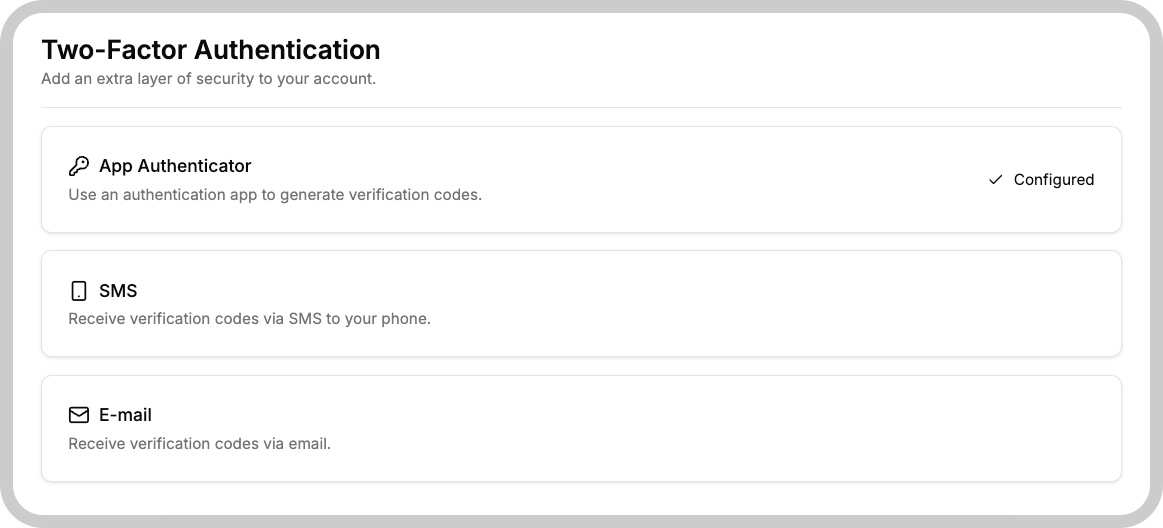 Two-Factor Authentication
Add an extra layer of security to your account.
App Authenticator
Use an authentication app to generate verification codes.
Configured
SMS
Receive verification codes via SMS to your phone.
E-mail
Receive verification codes via email.